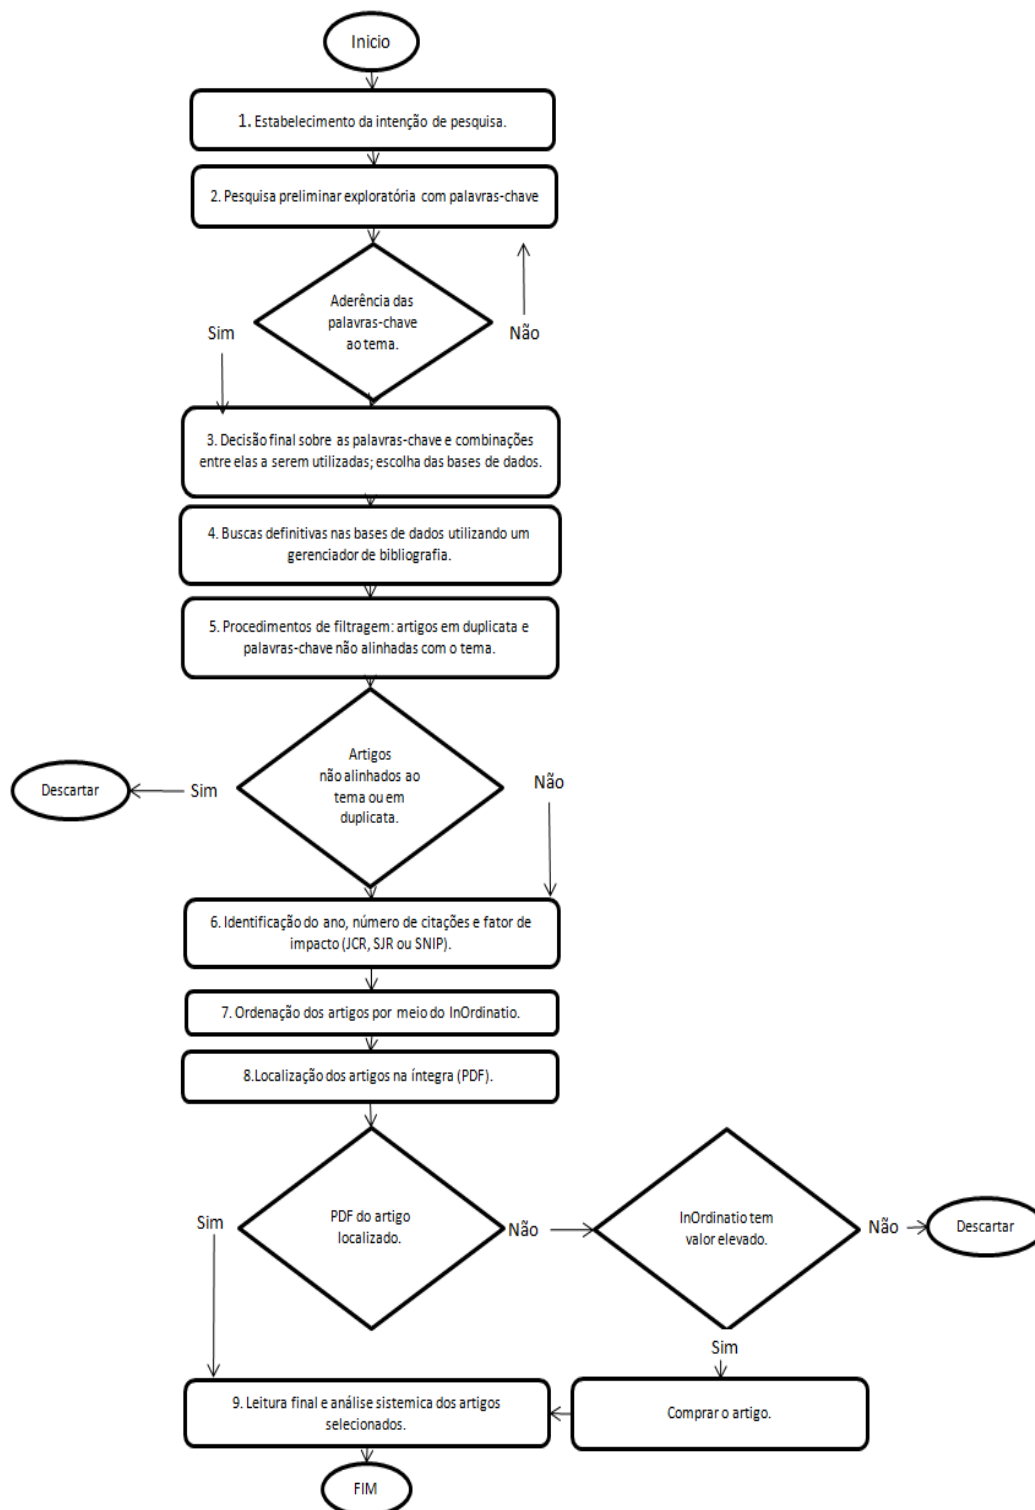 Inicio
1. Estabelecimento da intenção de pesquisa.
2. Pesquisa preliminar exploratória com palavras-chave
Aderência das
palavras-chave
ao tema.
Sim
Não
3. Decisão final sobre as palavras-chave e combinações
entre elas a serem utilizadas; escolha das bases de dados.
4. Buscas definitivas nas bases de dados utilizando um
gerenciador de bibliografia.
5. Procedimentos de filtragem: artigos em duplicata e
palavras-chave não alinhadas com o tema.
Artigos
não alinhados ao
tema ou em
duplicata.
Não
Sim
Descartar
6. Identificação do ano, número de citações e fator de
impacto (JCR, SJR ou SNIP).
7. Ordenação dos artigos por meio do InOrdinatio.
8.Localização dos artigos na íntegra (PDF).
Sim
PDF do artigo
localizado.
Não
InOrdinatio tem
valor elevado.
Não
Descartar
Sim
9. Leitura final e análise sistemica dos artigos
selecionados.
Comprar o artigo.
FIM